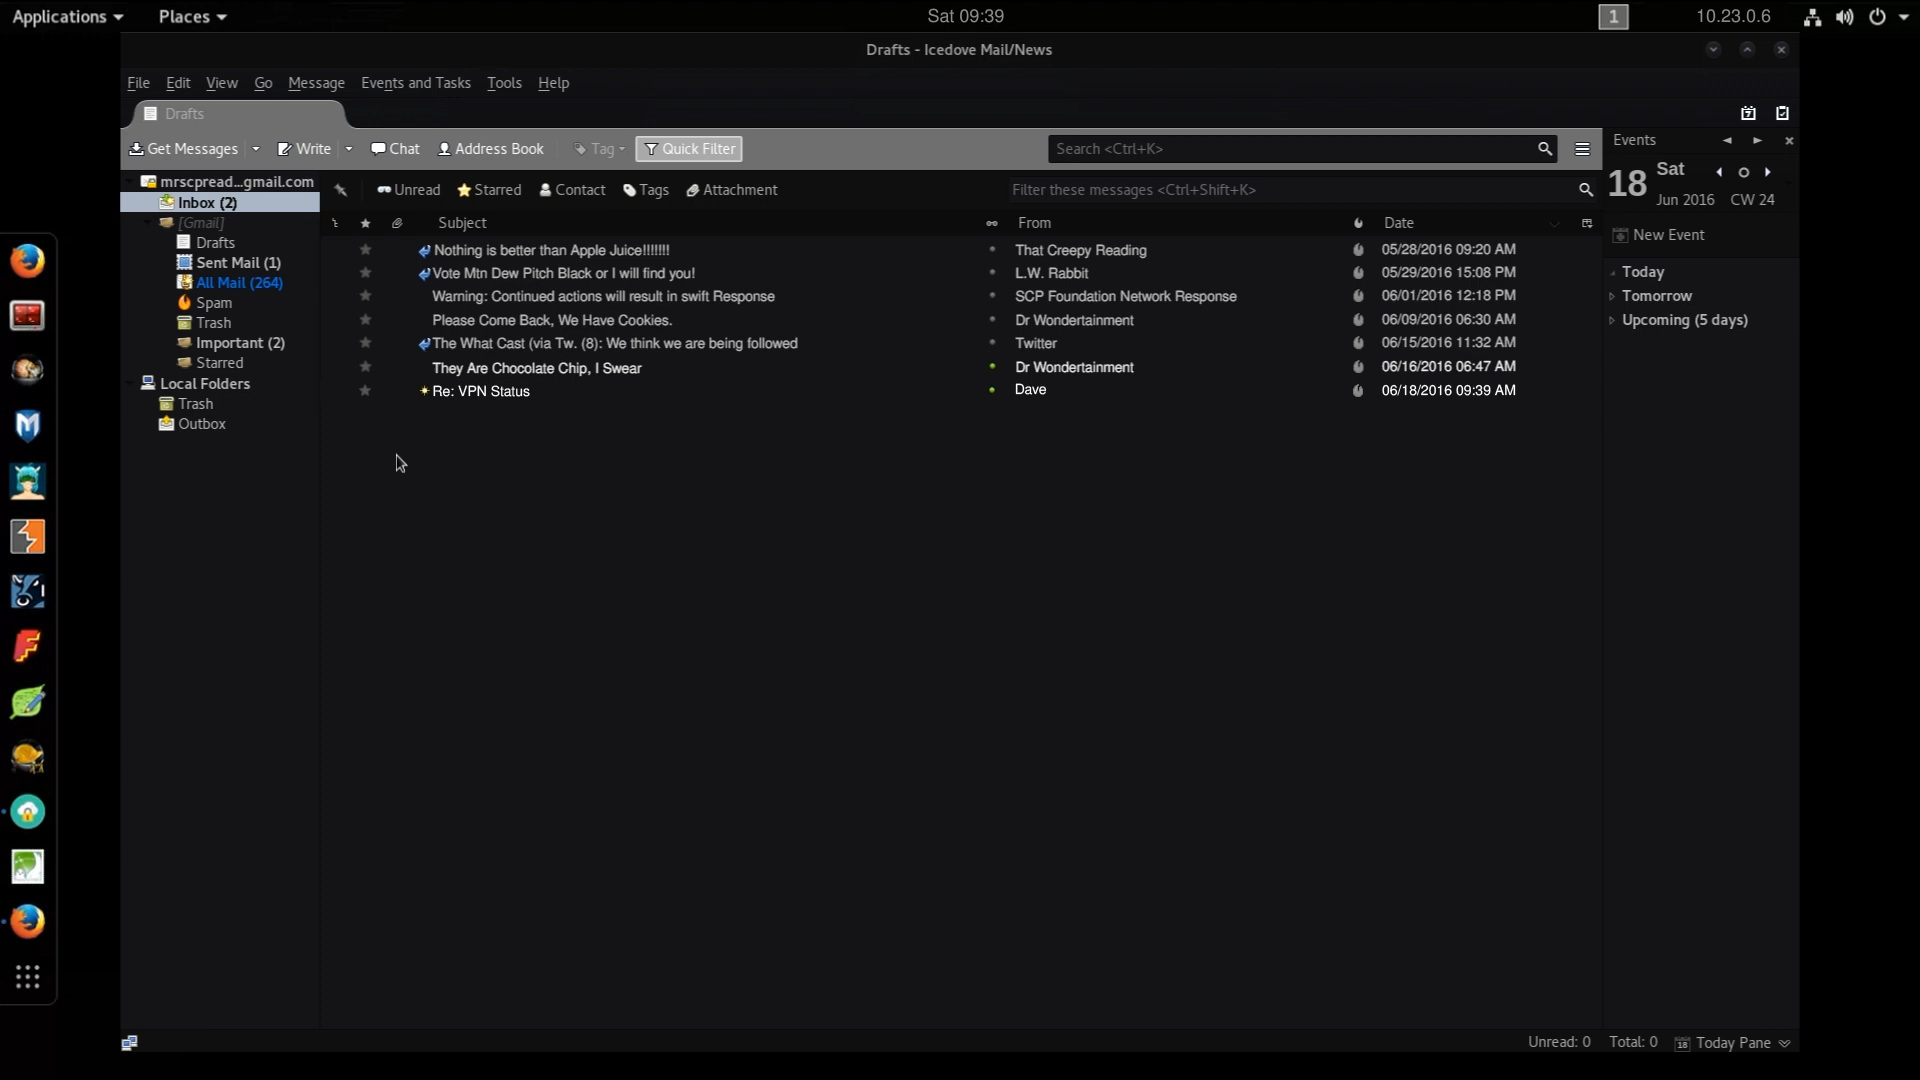 Applications Places Sat 09:39 1 10.23.0.6
Drafts - Icedove Mail/News
File Edit View Go Message Events and Tasks Tools Help
Drafts
Get Messages Write Chat Address Book Tag Quick Filter Search <Ctrl+K>
Events
mrscpread...gmail.com
Inbox (2)
[Gmail]
Drafts
Sent Mail (1)
All Mail (264)
Spam
Trash
Important (2)
Starred
Local Folders
Trash
Outbox
Unread Starred Contact Tags Attachment Filter these messages <Ctrl+Shift+K>
Subject From Date
Nothing is better than Apple Juice!!!!!!! That Creepy Reading 05/28/2016 09:20 AM
Vote Mtn Dew Pitch Black or I will find you! L.W. Rabbit 05/29/2016 15:08 PM
Warning: Continued actions will result in swift Response SCP Foundation Network Response 06/01/2016 12:18 PM
Please Come Back, We Have Cookies. Dr Wondertainment 06/09/2016 06:30 AM
The What Cast (via Tw. (8): We think we are being followed Twitter 06/15/2016 11:32 AM
They Are Chocolate Chip, I Swear Dr Wondertainment 06/16/2016 06:47 AM
Re: VPN Status Dave 06/18/2016 09:39 AM
18 Sat
Jun 2016 CW 24
New Event
Today
Tomorrow
Upcoming (5 days)
Unread: 0 Total: 0 18 Today Pane